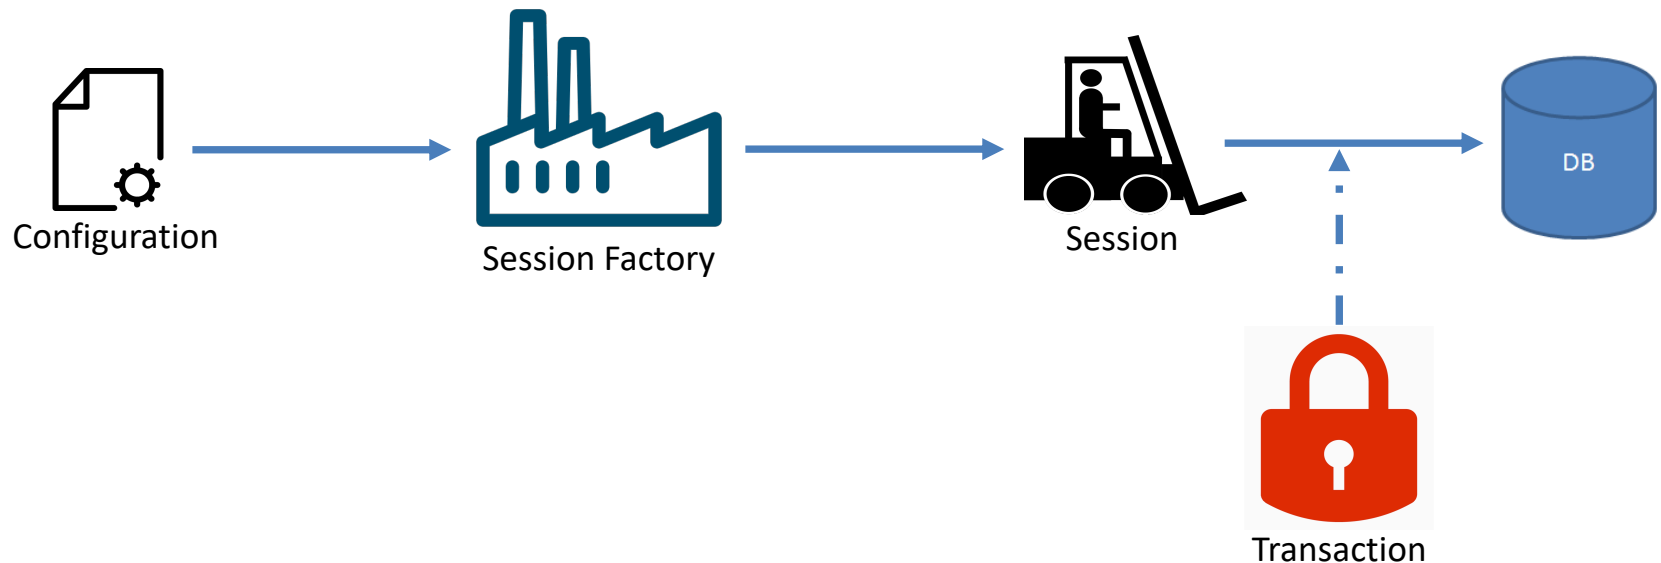 Configuration
Session Factory
Session
DB
Transaction